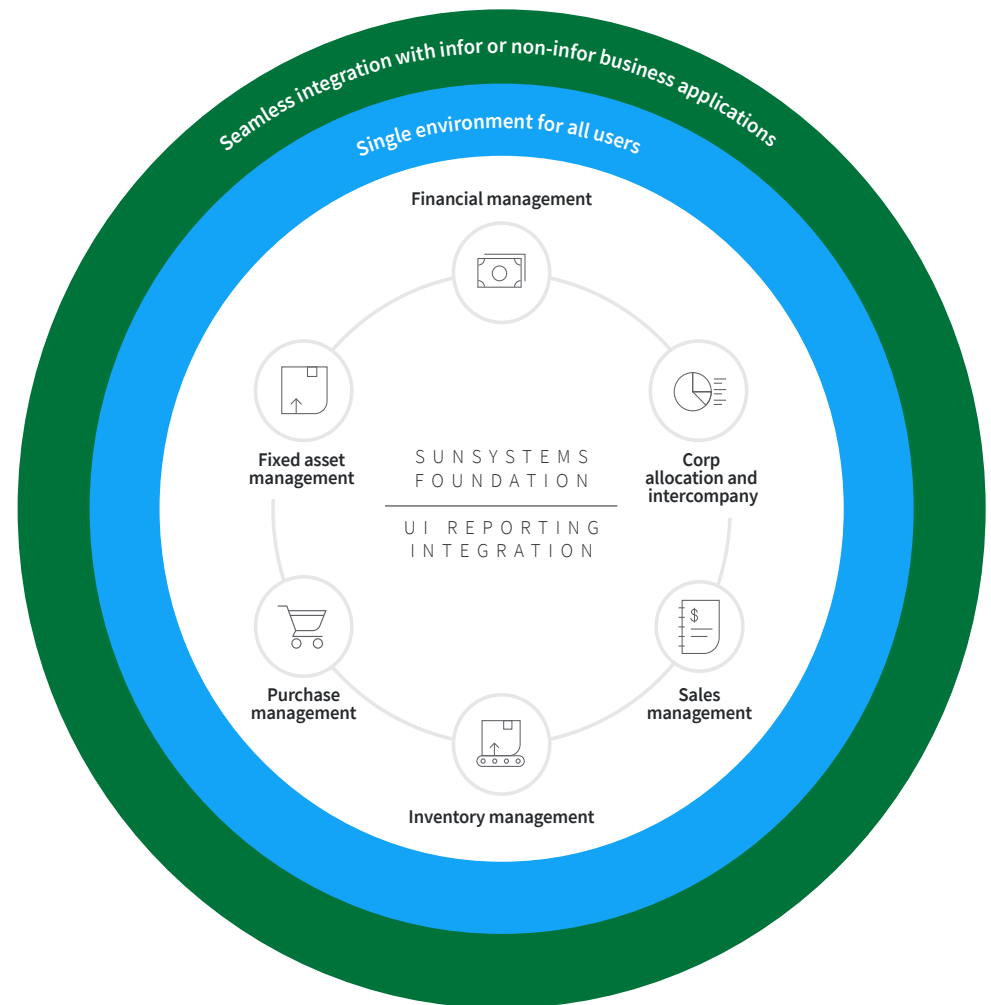 Seamless integration with infor or non-infor business applications
Single environment for all users
Financial management
Fixed asset
management
SUNSYSTEMS
FOUNDATION
UI REPORTING
INTEGRATION
Corp
allocation and
intercompany
$
Purchase
management
Sales
management
Inventory management